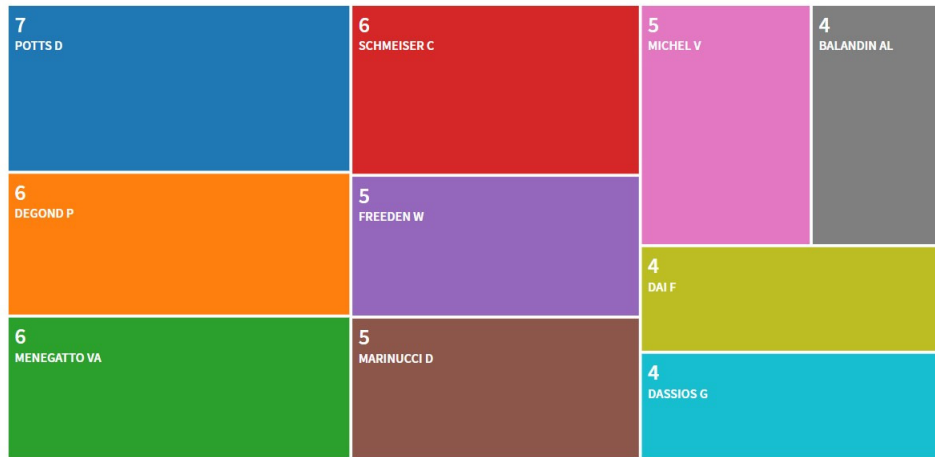 7
POTTS D
6
DEGOND P
6
MENEGATTO VA
6
SCHMEISER C
5
FREEDEN W
5
MARINUCCI D
5
MICHEL V
4
BALANDIN AL
4
DAI F
4
DASSIOS G